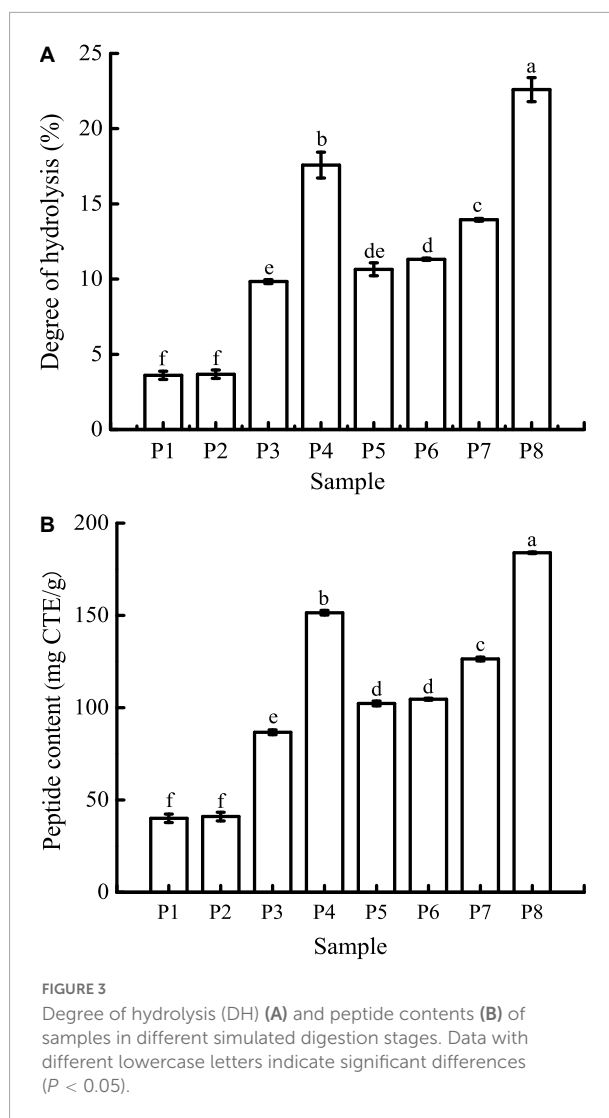 A
Degree of hydrolysis (%)
25
20
15
10
5
0
f
f
e
b
de
d
c
a
P1 P2 P3 P4 P5 P6 P7 P8
Sample
B
Peptide content (mg CTE/g)
200
150
100
50
0
f
f
e
b
d
d
c
a
P1 P2 P3 P4 P5 P6 P7 P8
Sample
FIGURE 3
Degree of hydrolysis (DH) (A) and peptide contents (B) of
samples in different simulated digestion stages. Data with
different lowercase letters indicate significant differences
(P < 0.05).